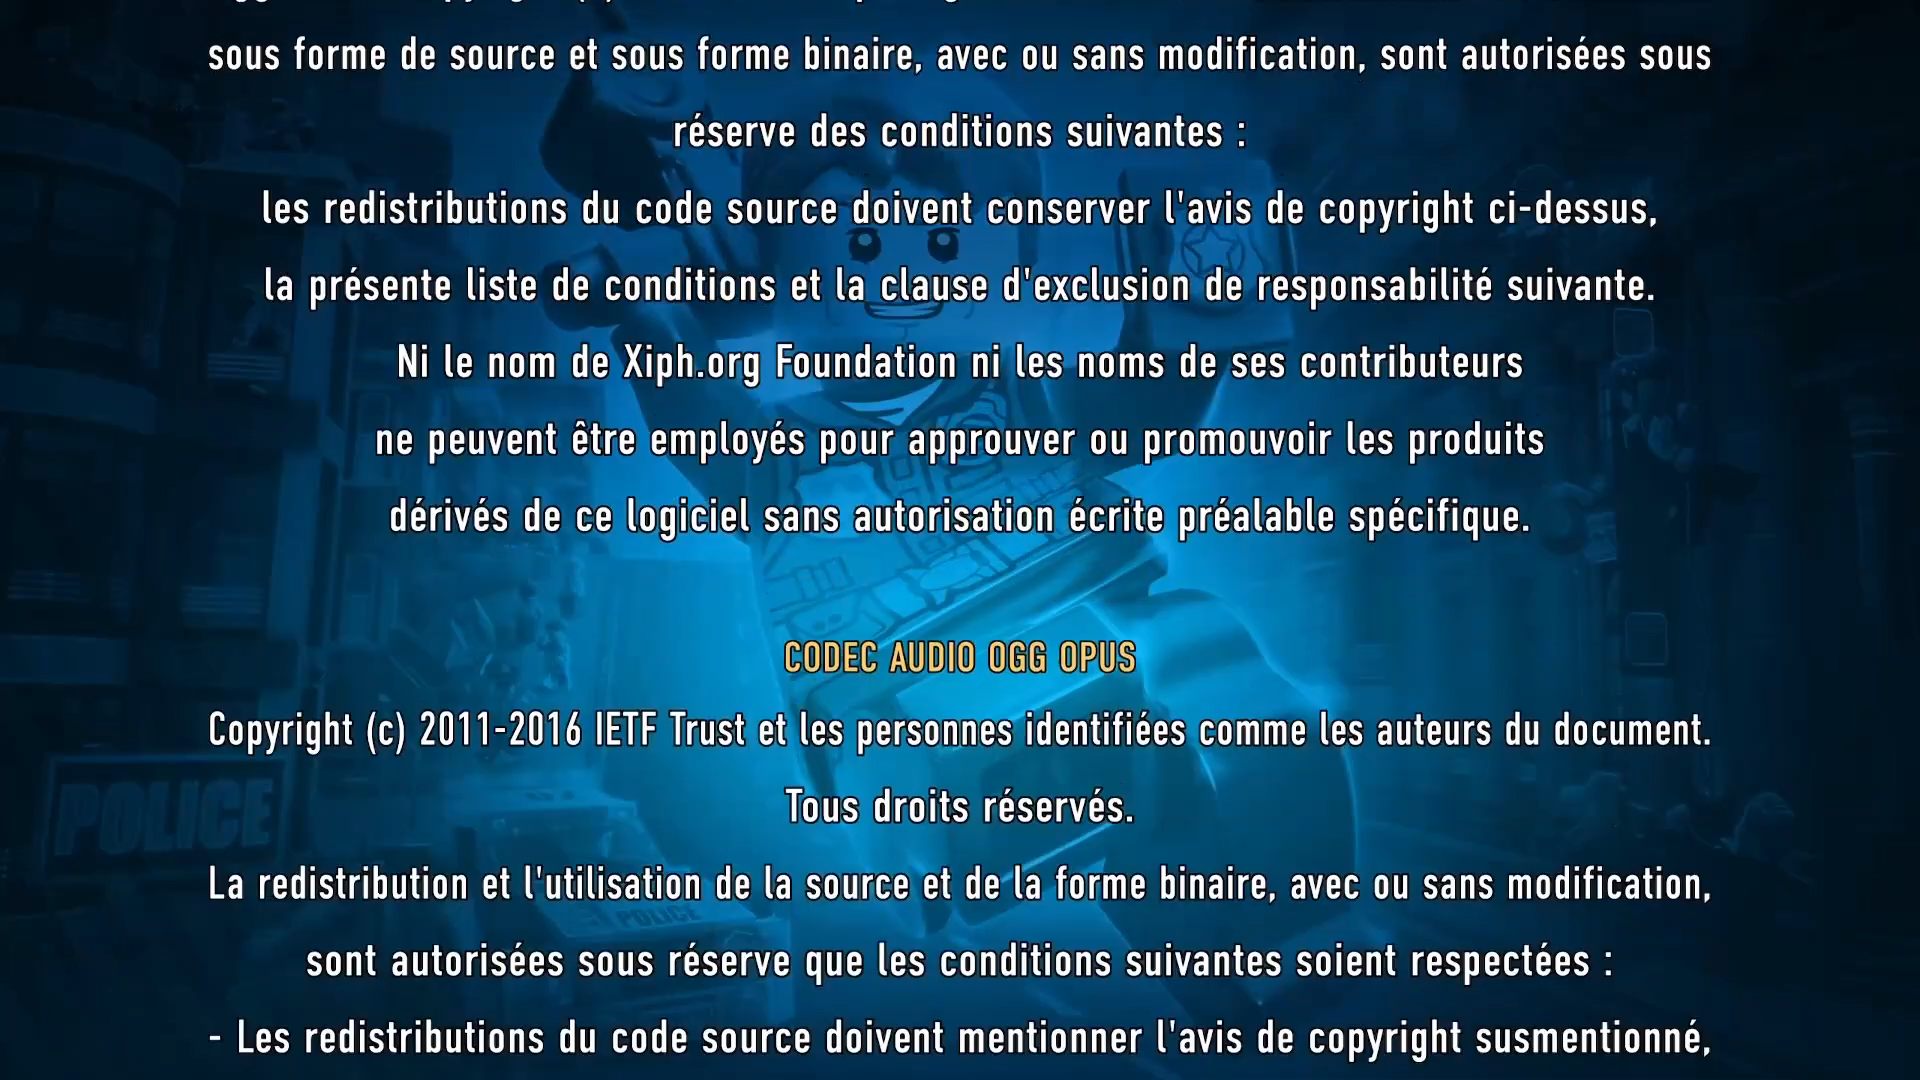 sous forme de source et sous forme binaire, avec ou sans modification, sont autorisées sous
réserve des conditions suivantes :
les redistributions du code source doivent conserver l'avis de copyright ci-dessus,
la présente liste de conditions et la clause d'exclusion de responsabilité suivante.
Ni le nom de Xiph.org Foundation ni les noms de ses contributeurs
ne peuvent être employés pour approuver ou promouvoir les produits
dérivés de ce logiciel sans autorisation écrite préalable spécifique.
CODEC AUDIO OGG OPUS
Copyright (c) 2011-2016 IETF Trust et les personnes identifiées comme les auteurs du document.
Tous droits réservés.
La redistribution et l'utilisation de la source et de la forme binaire, avec ou sans modification,
sont autorisées sous réserve que les conditions suivantes soient respectées :
- Les redistributions du code source doivent mentionner l'avis de copyright susmentionné,
POLICE
POLICE